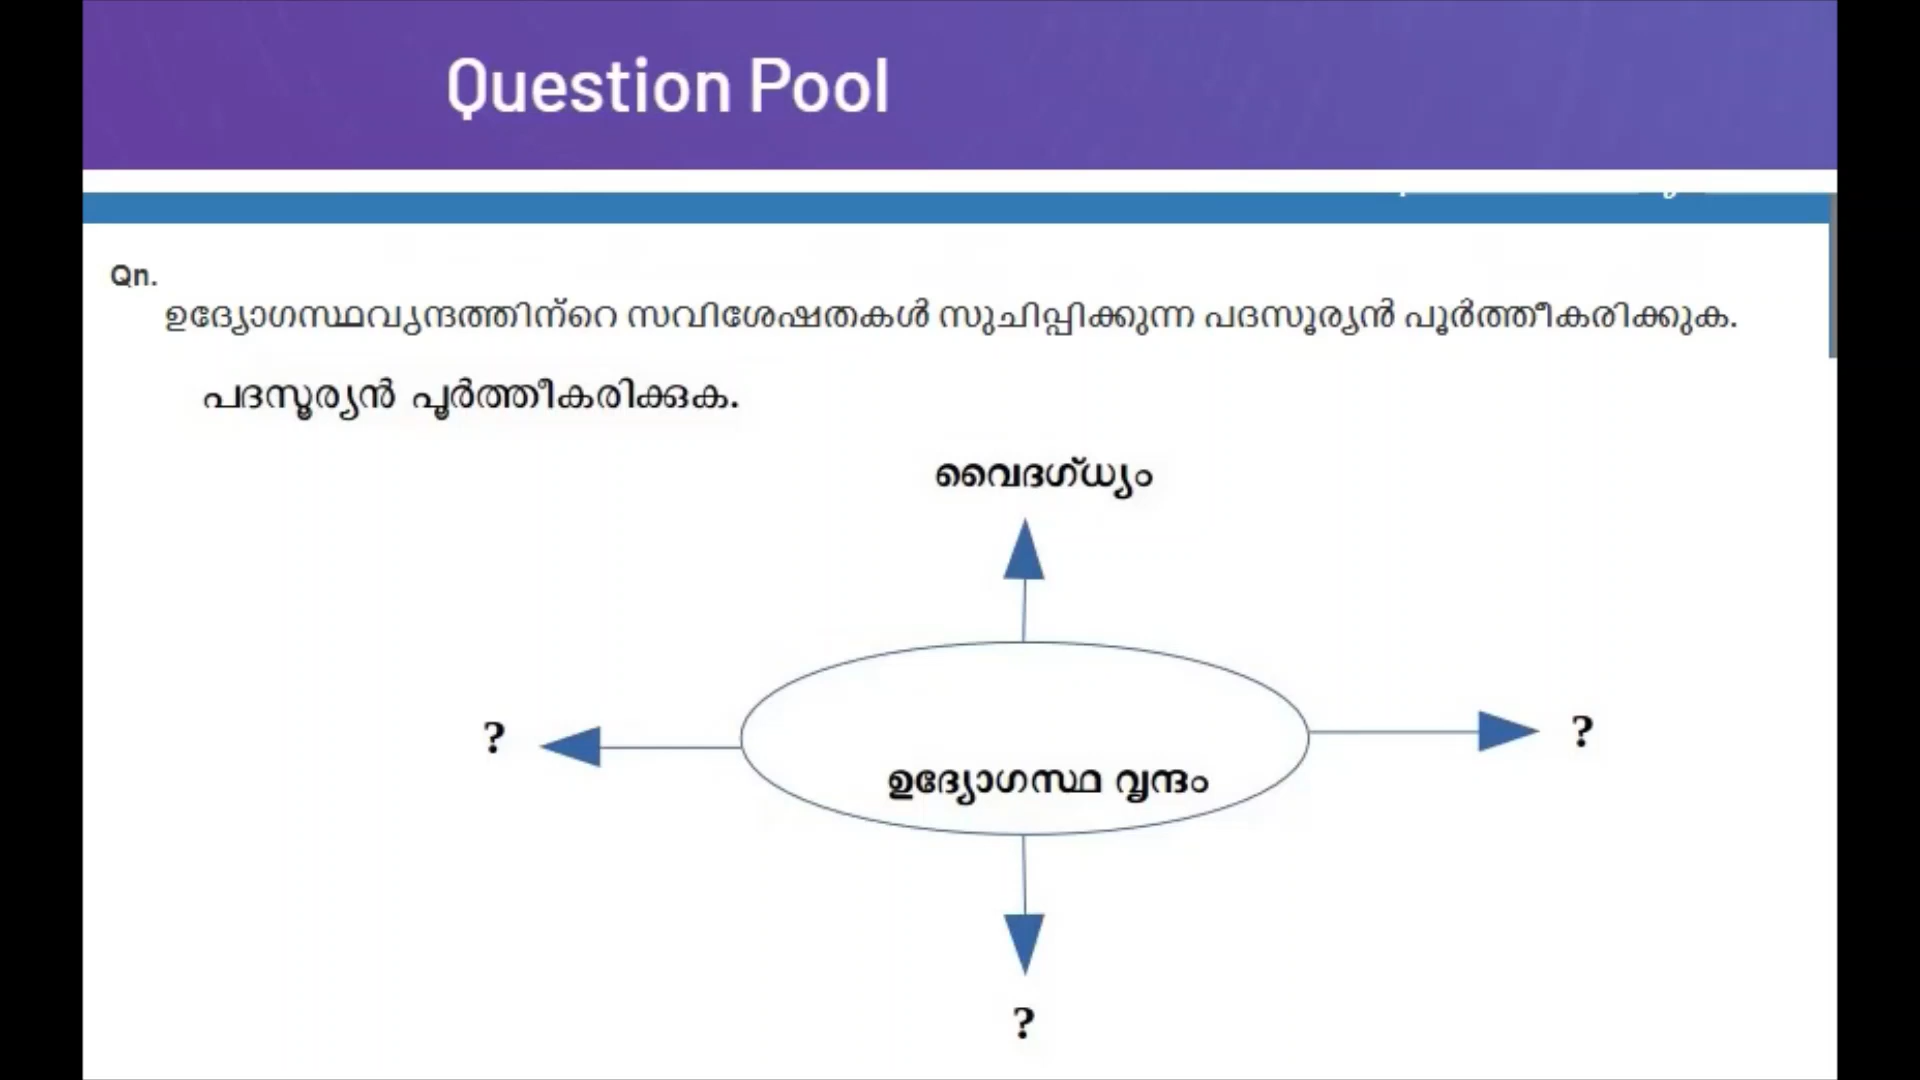 Question Pool
Qn.
ഉദ്യോഗസ്ഥവൃന്ദത്തിന്റെ സവിശേഷതകൾ സുചിപ്പിക്കുന്ന പദസൂര്യൻ പൂർത്തീകരിക്കുക.
പദസൂര്യൻ പൂർത്തീകരിക്കുക.
വൈദഗ്ധ്യം
?
?
ഉദ്യോഗസ്ഥ വൃന്ദം
?